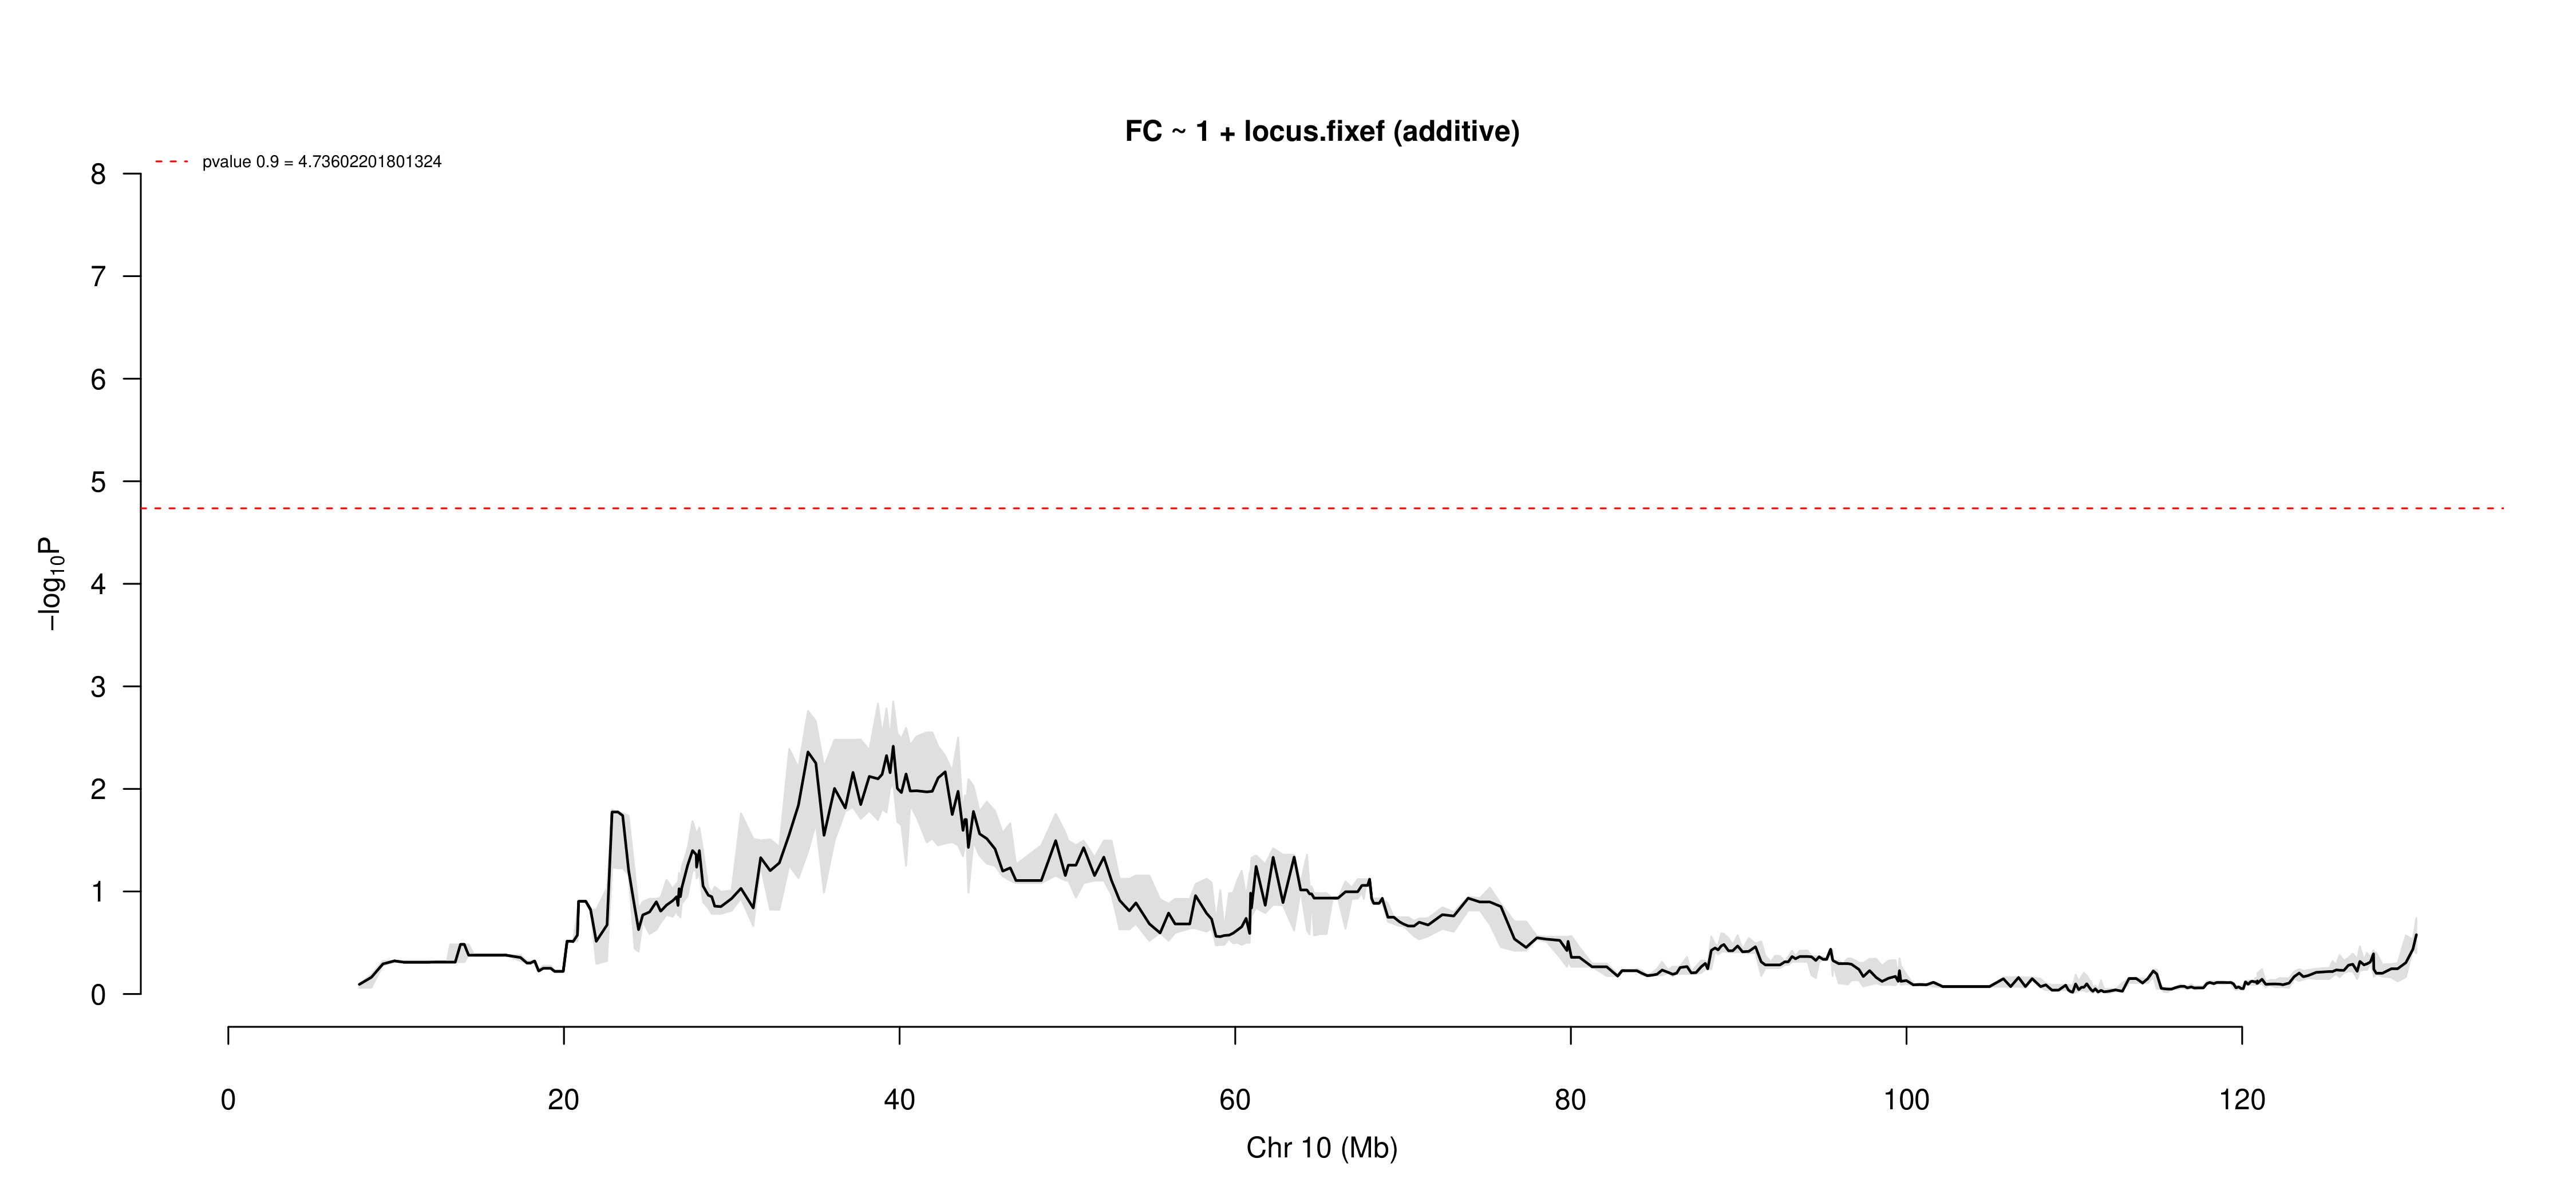 FC ~ 1 + locus.fixef (additive)
pvalue 0.9 = 4.73602201801324
8
7
6
5
4
3
2
1
0
−log10P
0 20 40 60 80 100 120
Chr 10 (Mb)